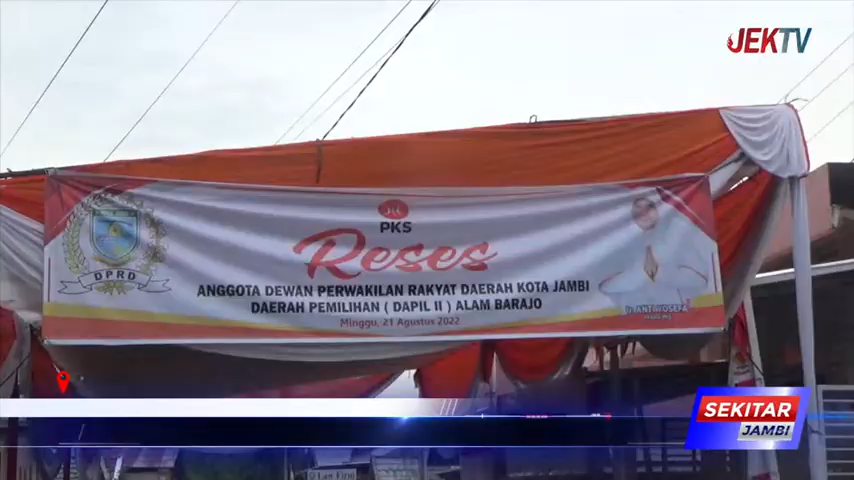 JEKTV
PKS
Reses
DPRD
ANGGOTA DEWAN PERWAKILAN RAKYAT DAERAH KOTA JAMBI
DAERAH PEMILIHAN ( DAPIL II ) ALAM BARAJO
Minggu, 21 Agustus 2022
SEKITAR
JAMBI